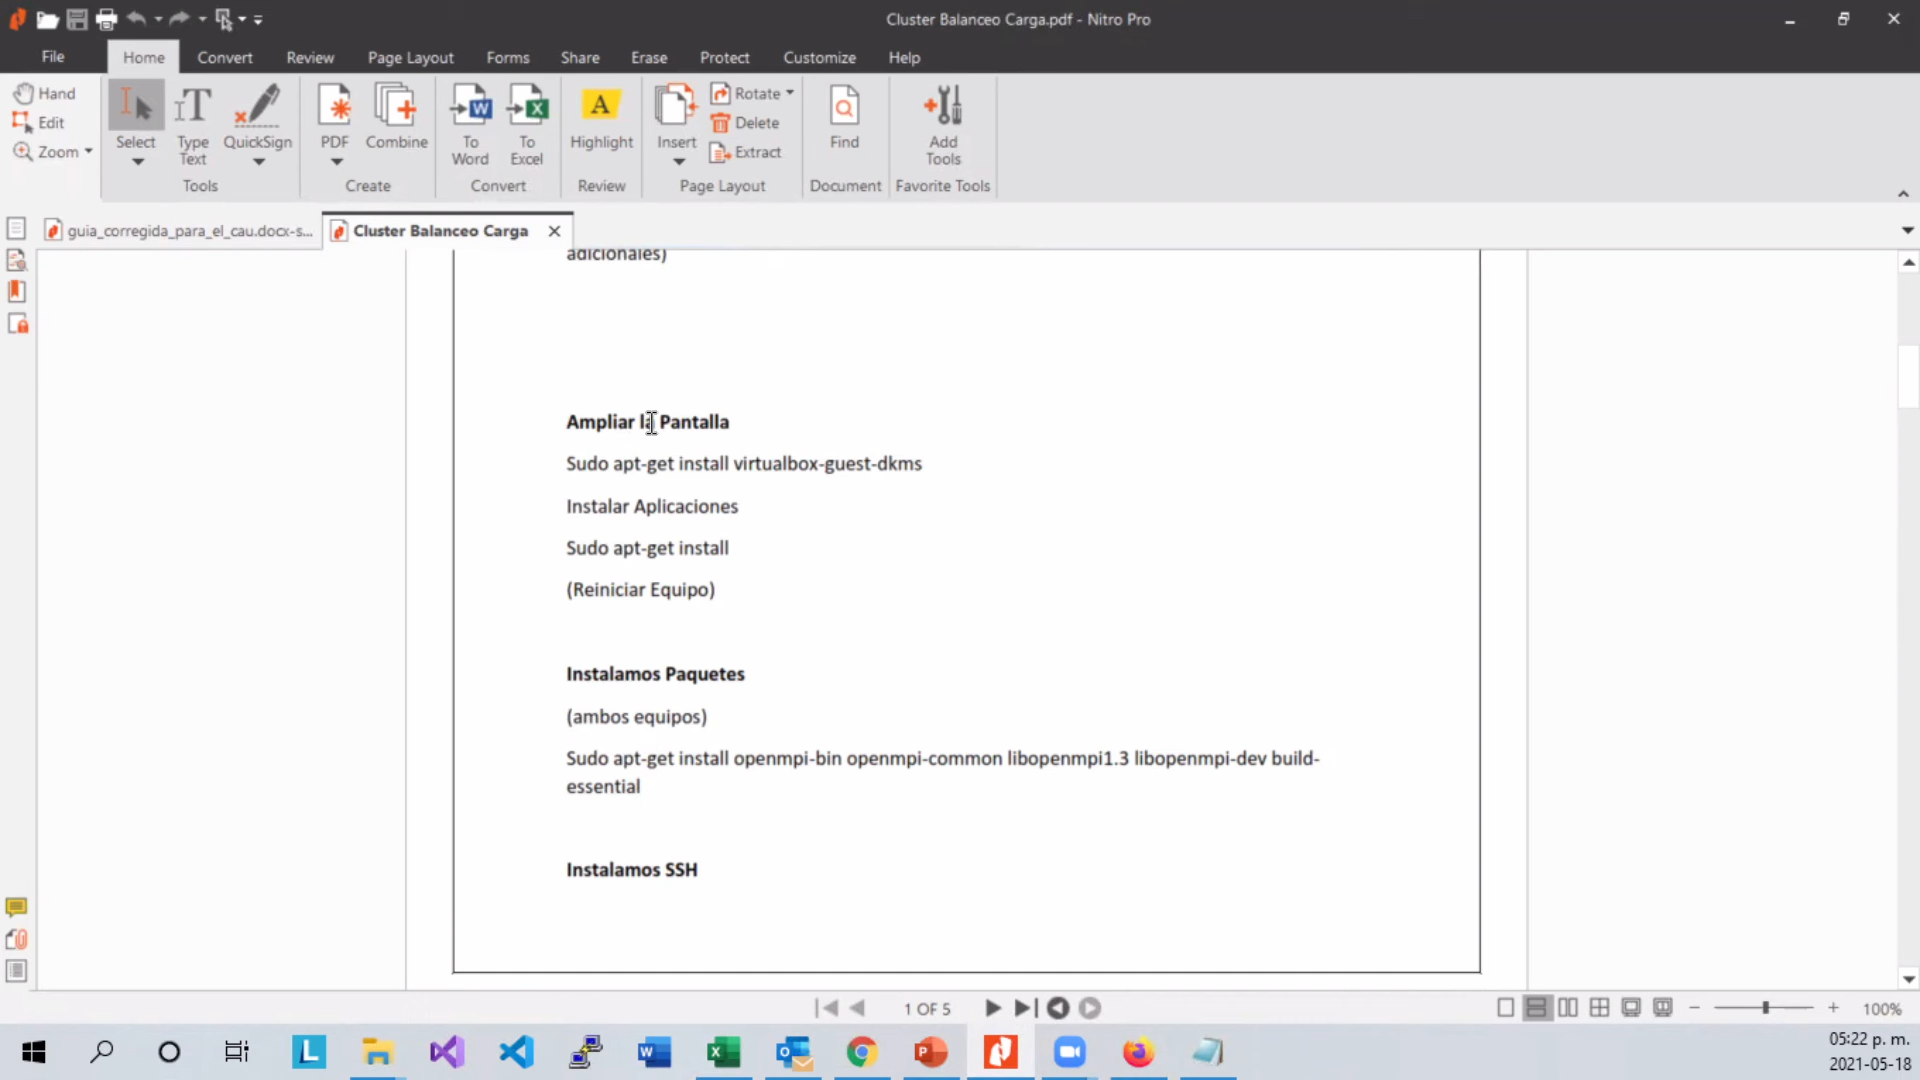 Cluster Balanceo Carga.pdf - Nitro Pro
File Home Convert Review Page Layout Forms Share Erase Protect Customize Help
Hand
Edit
Zoom
Select
Type Text
QuickSign
Tools
PDF
Combine
Create
To Word
To Excel
Convert
Highlight
Review
Insert
Rotate
Delete
Extract
Page Layout
Find
Document
Add Tools
Favorite Tools
guia_corregida_para_el_cau.docx-s...
Cluster Balanceo Carga
adicionales)
Ampliar la Pantalla
Sudo apt-get install virtualbox-guest-dkms
Instalar Aplicaciones
Sudo apt-get install
(Reiniciar Equipo)
Instalamos Paquetes
(ambos equipos)
Sudo apt-get install openmpi-bin openmpi-common libopenmpi1.3 libopenmpi-dev build-
essential
Instalamos SSH
1 OF 5
100%
05:22 p. m.
2021-05-18